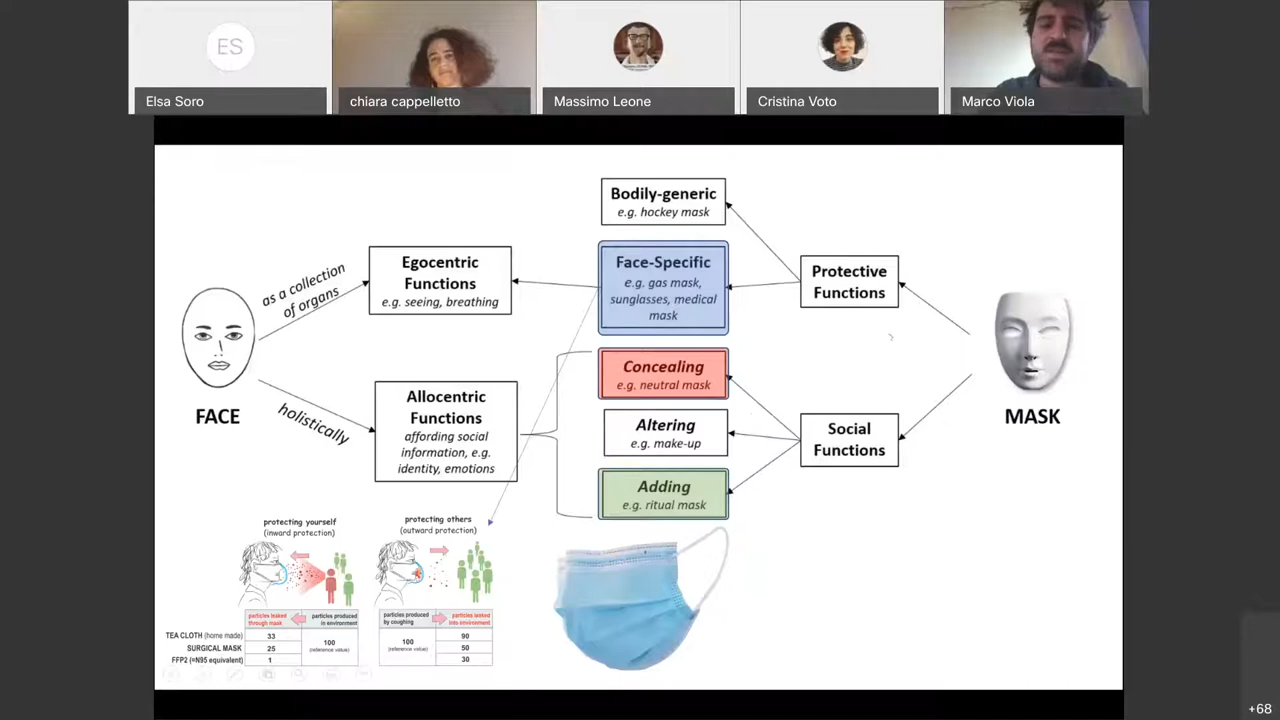 ES
Elsa Soro
chiara cappelletto
Massimo Leone
Cristina Voto
Marco Viola
Bodily-generic
e.g. hockey mask
as a collection
of organs
Egocentric
Functions
e.g. seeing, breathing
Face-Specific
e.g. gas mask,
sunglasses, medical
mask
Protective
Functions
FACE
holistically
Allocentric
Functions
affording social
information, e.g.
identity, emotions
Concealing
e.g. neutral mask
Altering
e.g. make-up
Adding
e.g. ritual mask
Social
Functions
MASK
protecting yourself
(inward protection)
protecting others
(outward protection)
particles leaked
through mask
particles produced
in environment
TEA CLOTH (home made)
33
SURGICAL MASK
25
FFP2 (=N95 equivalent)
1
100
(reference value)
particles produced
by coughing
particles leaked
into environment
100
(reference value)
90
50
30
+68